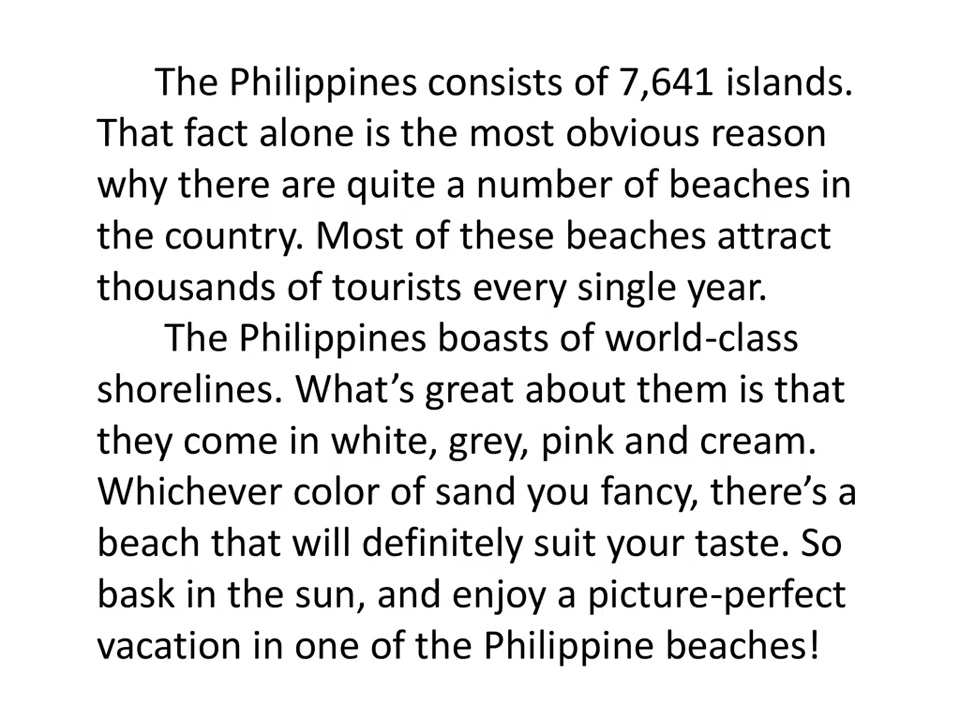 The Philippines consists of 7,641 islands.
That fact alone is the most obvious reason
why there are quite a number of beaches in
the country. Most of these beaches attract
thousands of tourists every single year.
The Philippines boasts of world-class
shorelines. What’s great about them is that
they come in white, grey, pink and cream.
Whichever color of sand you fancy, there’s a
beach that will definitely suit your taste. So
bask in the sun, and enjoy a picture-perfect
vacation in one of the Philippine beaches!